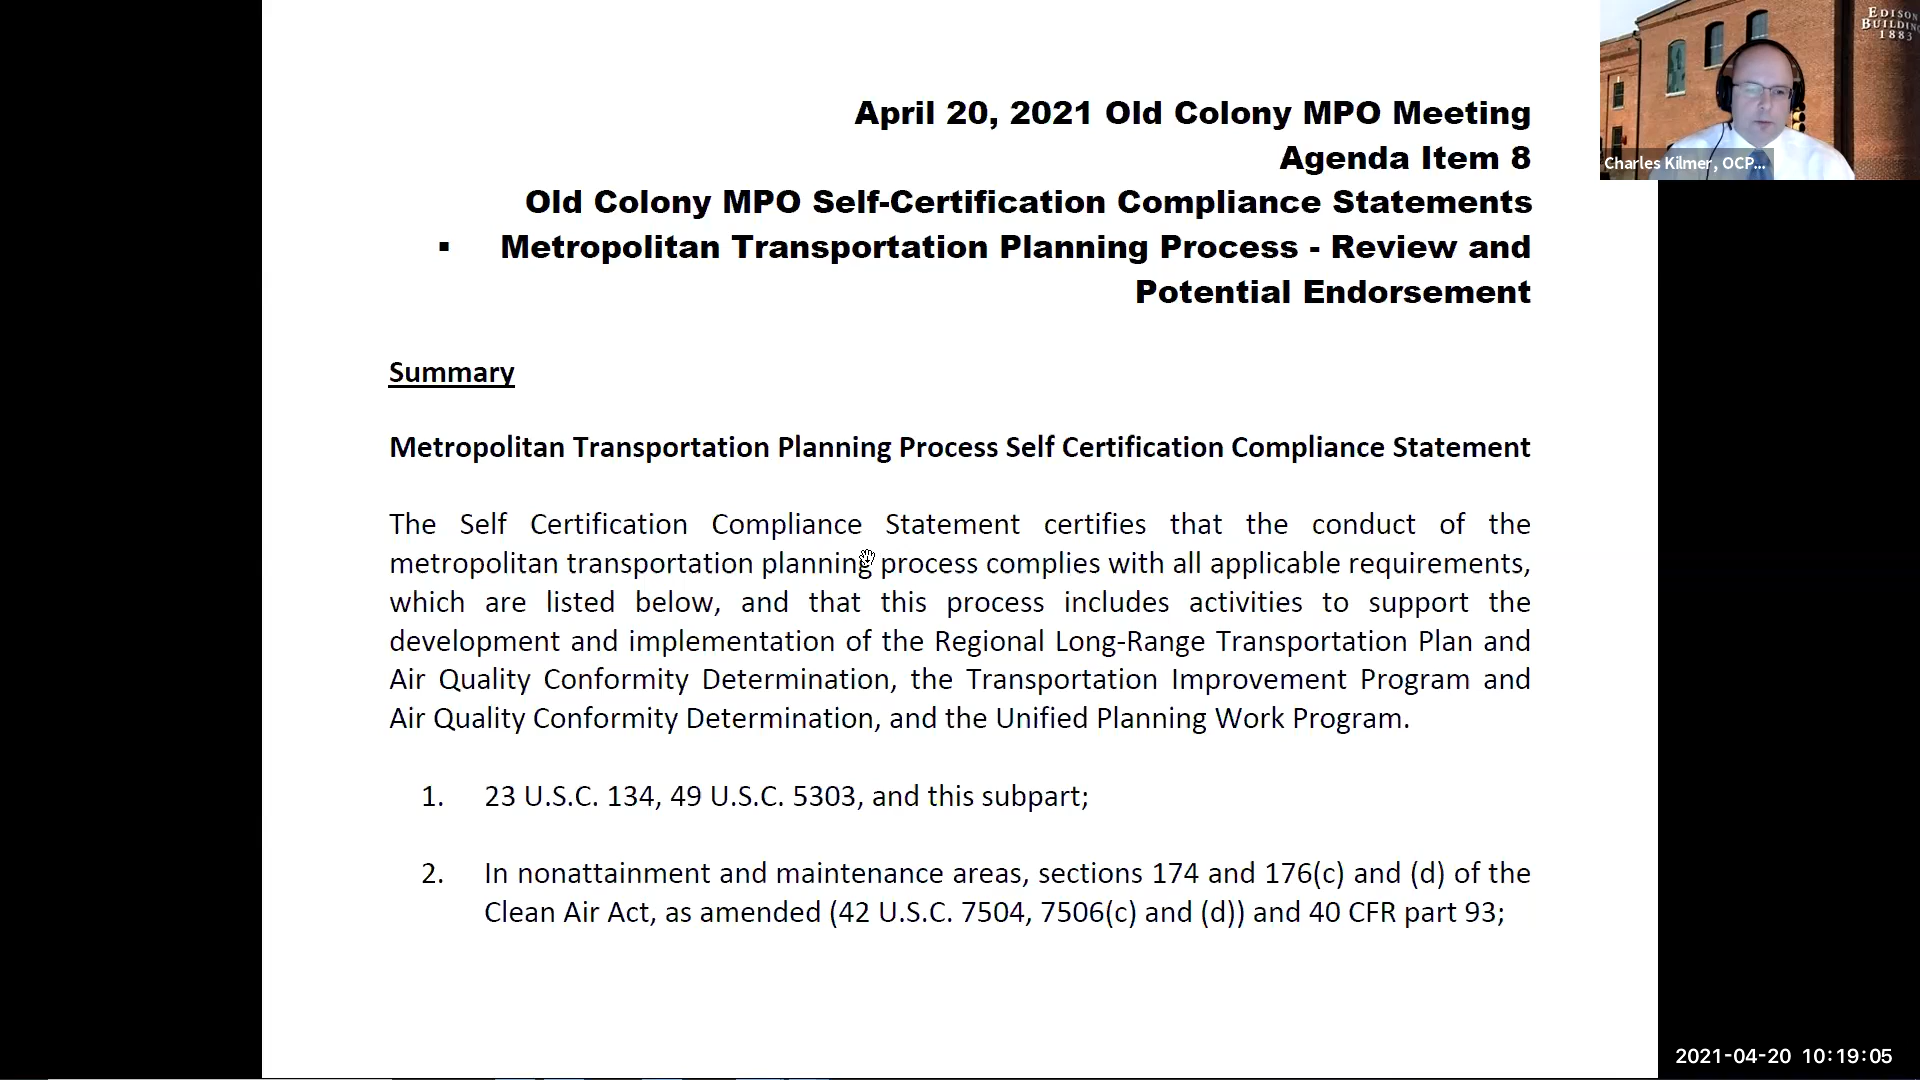 April 20, 2021 Old Colony MPO Meeting
Agenda Item 8
Old Colony MPO Self-Certification Compliance Statements
▪ Metropolitan Transportation Planning Process - Review and
Potential Endorsement
Summary
Metropolitan Transportation Planning Process Self Certification Compliance Statement
The Self Certification Compliance Statement certifies that the conduct of the
metropolitan transportation planning process complies with all applicable requirements,
which are listed below, and that this process includes activities to support the
development and implementation of the Regional Long-Range Transportation Plan and
Air Quality Conformity Determination, the Transportation Improvement Program and
Air Quality Conformity Determination, and the Unified Planning Work Program.
1. 23 U.S.C. 134, 49 U.S.C. 5303, and this subpart;
2. In nonattainment and maintenance areas, sections 174 and 176(c) and (d) of the
Clean Air Act, as amended (42 U.S.C. 7504, 7506(c) and (d)) and 40 CFR part 93;
EDISON
BUILDING
1883
Charles Kilmer, OCP...
2021-04-20 10:19:05